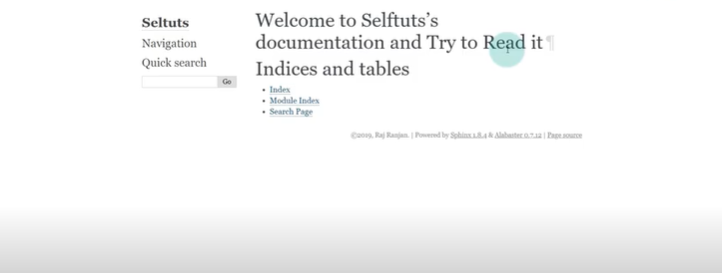 Seltuts
Navigation
Quick search
Go
Welcome to Selftuts's
documentation and Try to Read it¶
Indices and tables
Index
Module Index
Search Page
©2019, Raj Ranjan. | Powered by Sphinx 1.8.4 & Alabaster 0.7.12 | Page source